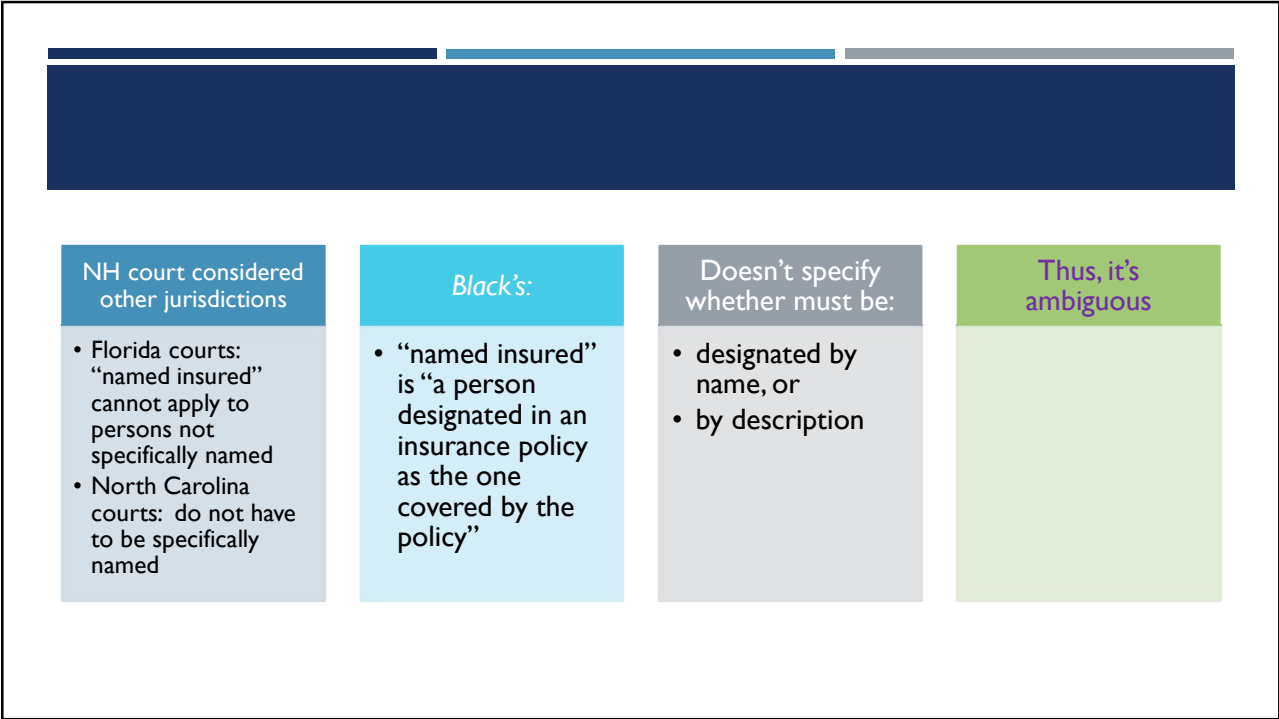 NH court considered
other jurisdictions
• Florida courts:
“named insured”
cannot apply to
persons not
specifically named
• North Carolina
courts:  do not have
to be specifically
named
Black’s:
• “named insured”
is “a person
designated in an
insurance policy
as the one
covered by the
policy”
Doesn’t specify
whether must be:
• designated by
name, or
• by description
Thus, it’s
ambiguous